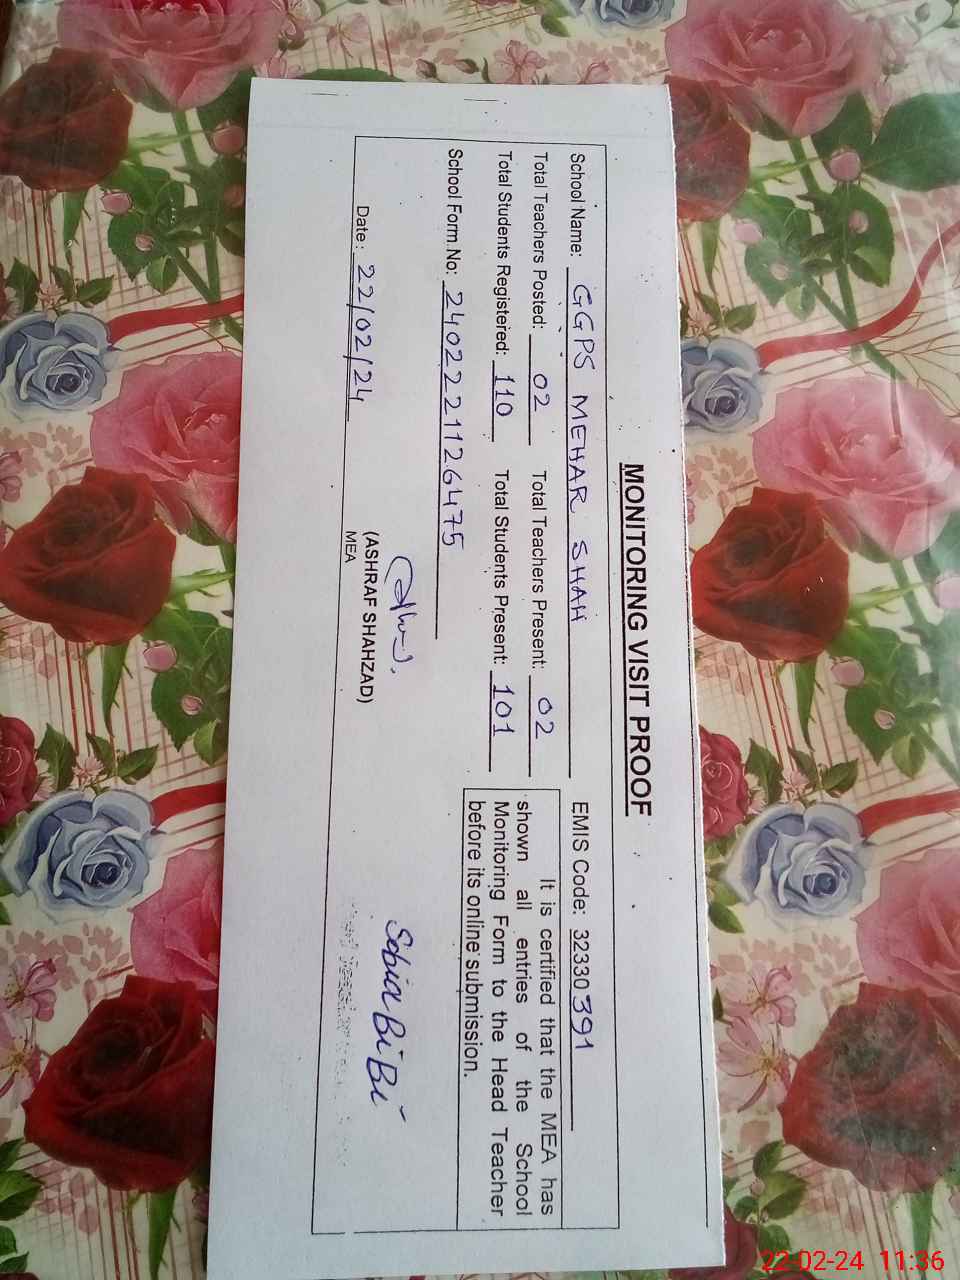 MONITORING VISIT PROOF
School Name: GGPS MEHAR SHAH EMIS Code: 32330391
Total Teachers Posted: 02 Total Teachers Present: 02
Total Students Registered: 110 Total Students Present: 101
It is certified that the MEA has
shown all entries of the School
Monitoring Form to the Head Teacher
before its online submission.
School Form No: 2402221126475
Sobia BiBi
(ASHRAF SHAHZAD)
MEA
Date: 22/02/24
22-02-24 11:36